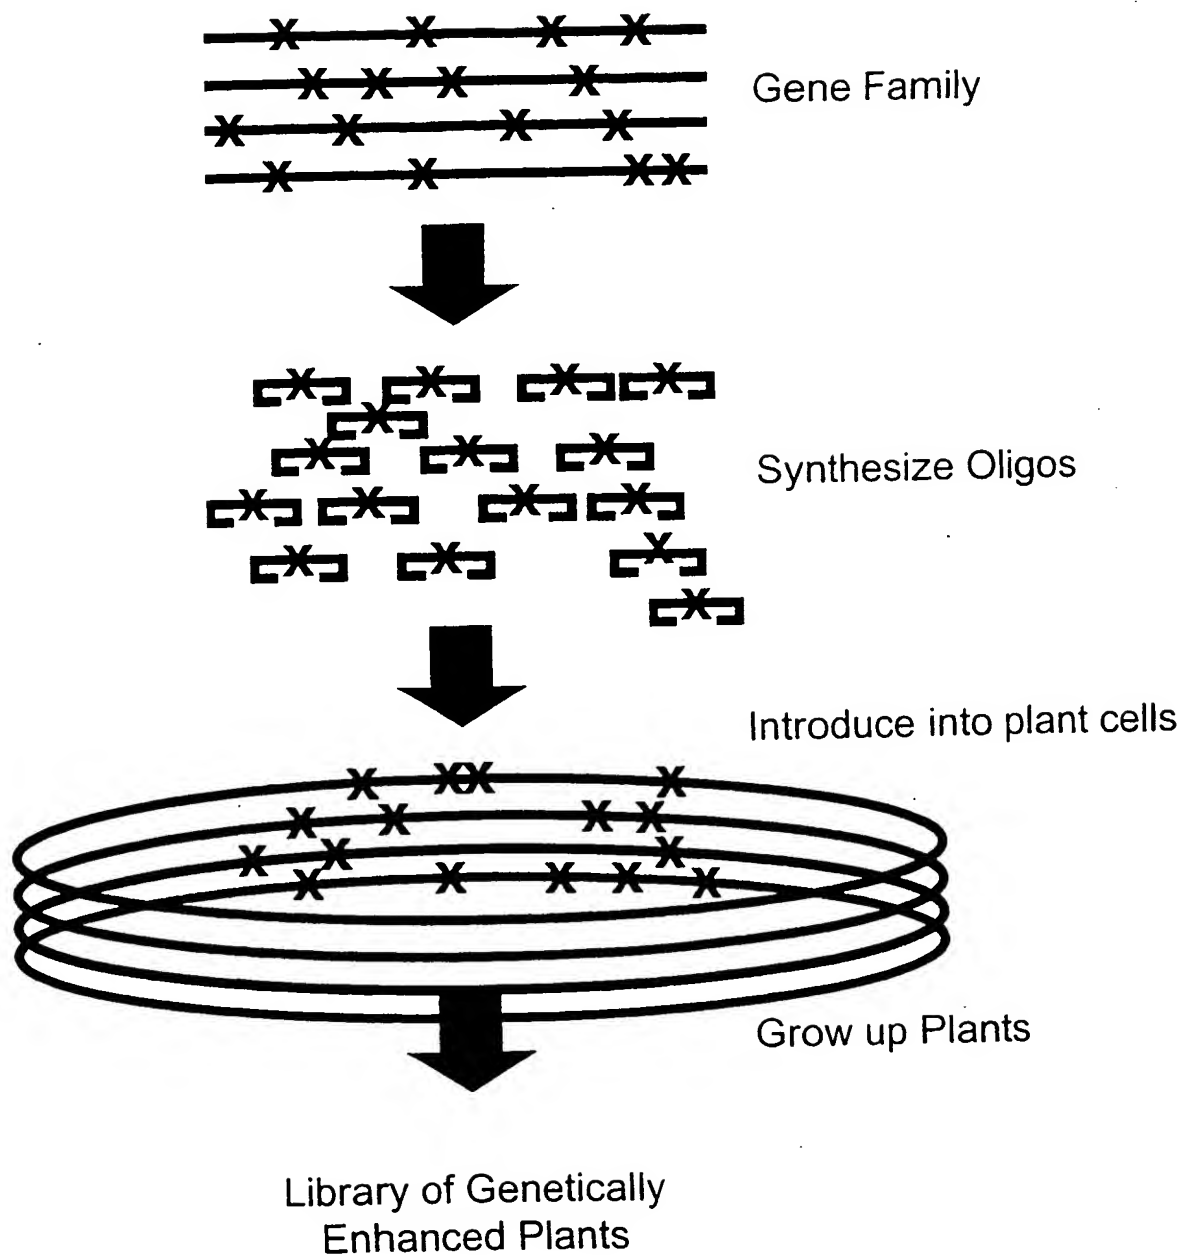 Gene Family
Synthesize Oligos
Introduce into plant cells
Grow up Plants
Library of Genetically
Enhanced Plants